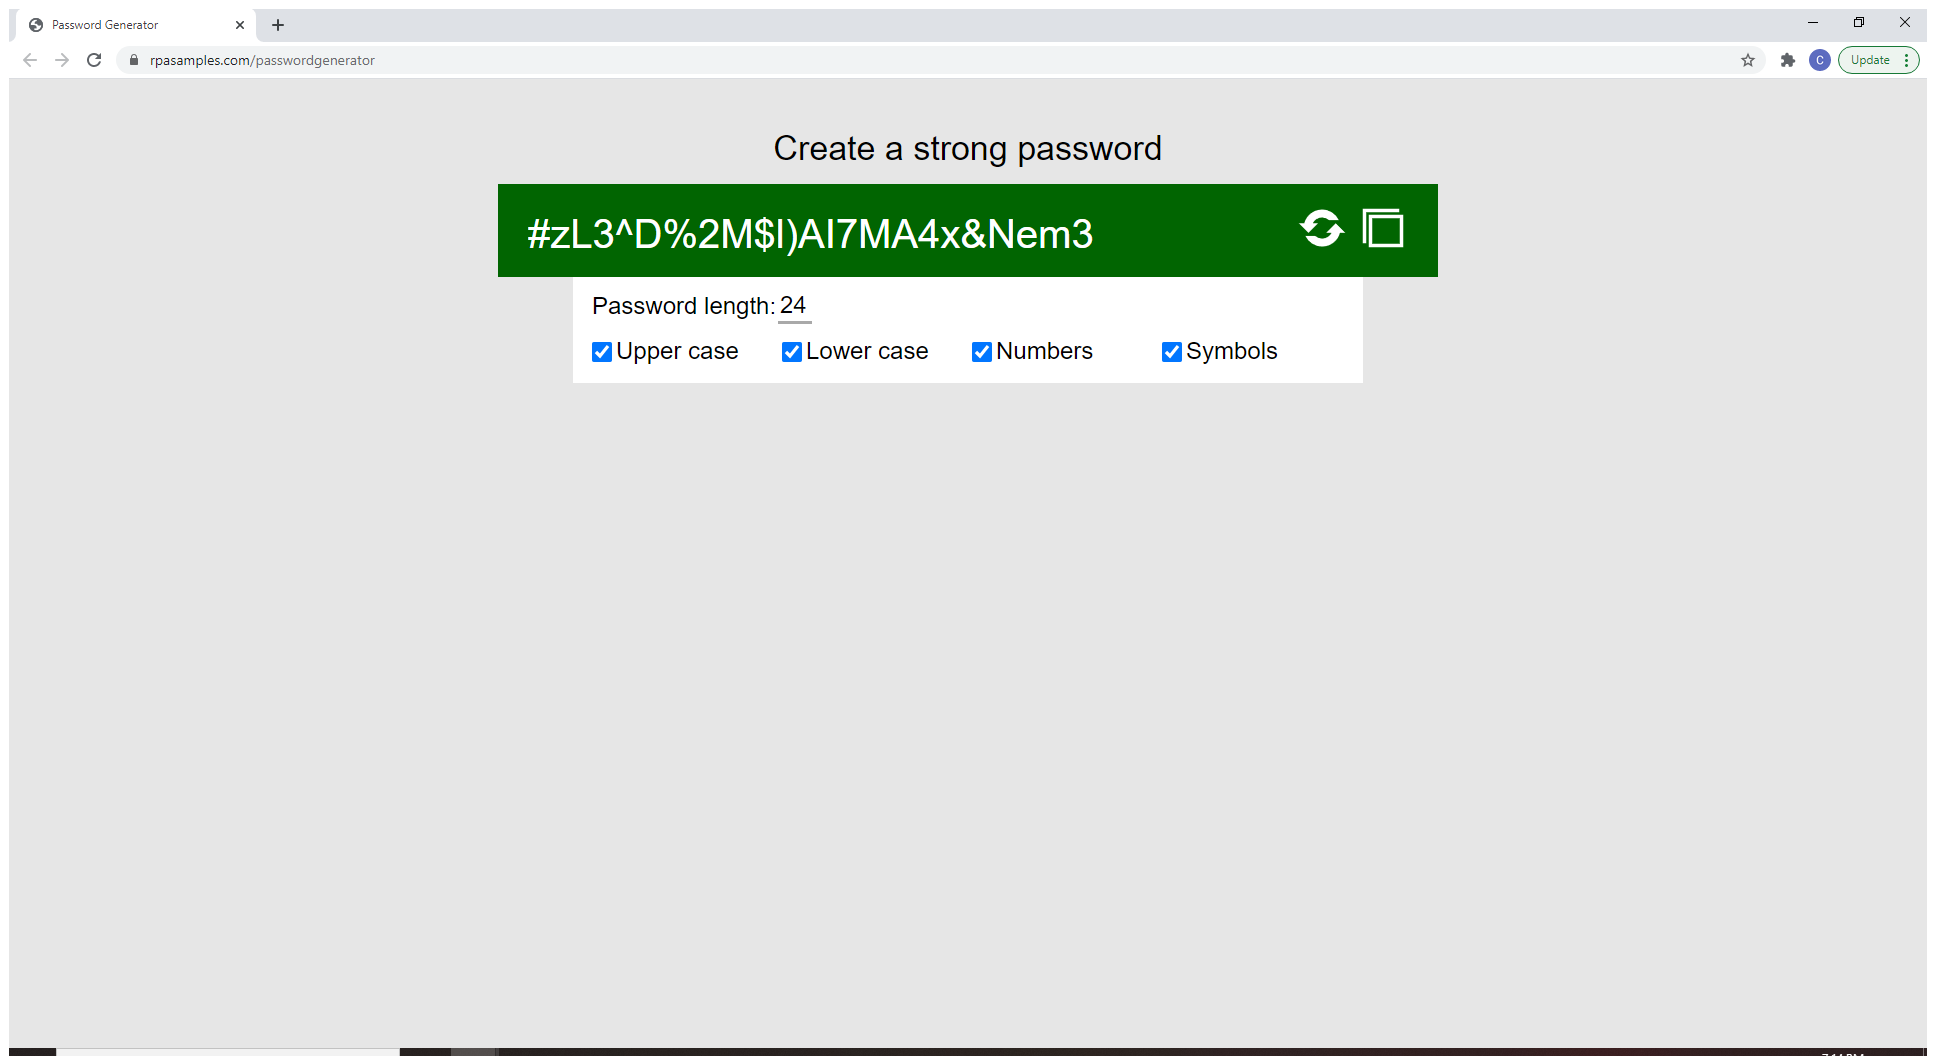 Password Generator
rpasamples.com/passwordgenerator
C
Update
Create a strong password
#zL3^D%2M$I)AI7MA4x&Nem3
Password length: 24
Upper case Lower case Numbers Symbols